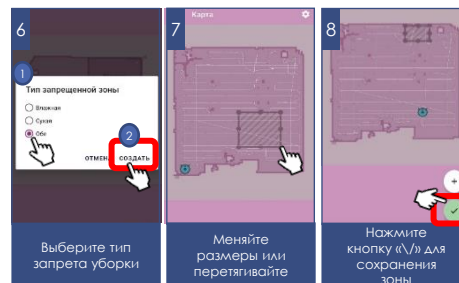 6
1
Тип запрещенной зоны
Влажная
Сухая
Обе
2
ОТМЕНА СОЗДАТЬ
Выберите тип
запрета уборки
7
Карта
Меняйте
размеры или
перетягивайте
8
+
Нажмите
кнопку «\/» для
сохранения
зоны